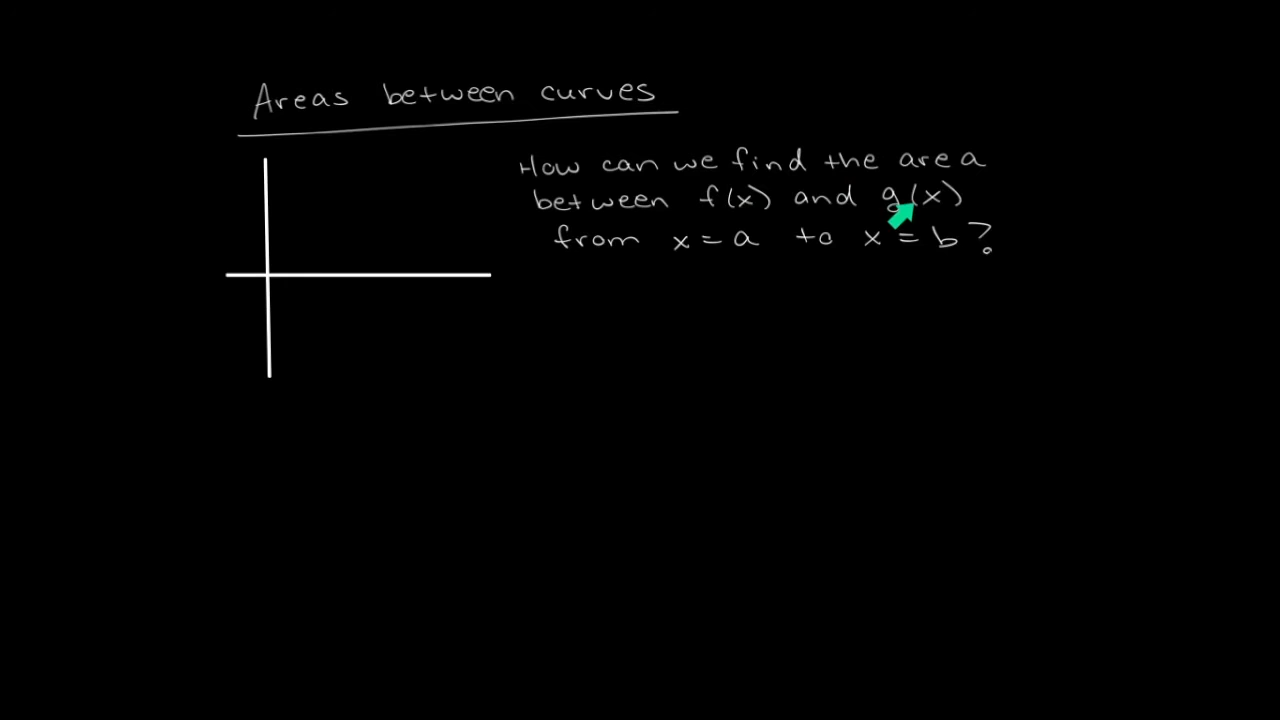 Areas between curves
How can we find the area
between f(x) and g(x)
from x = a to x = b?